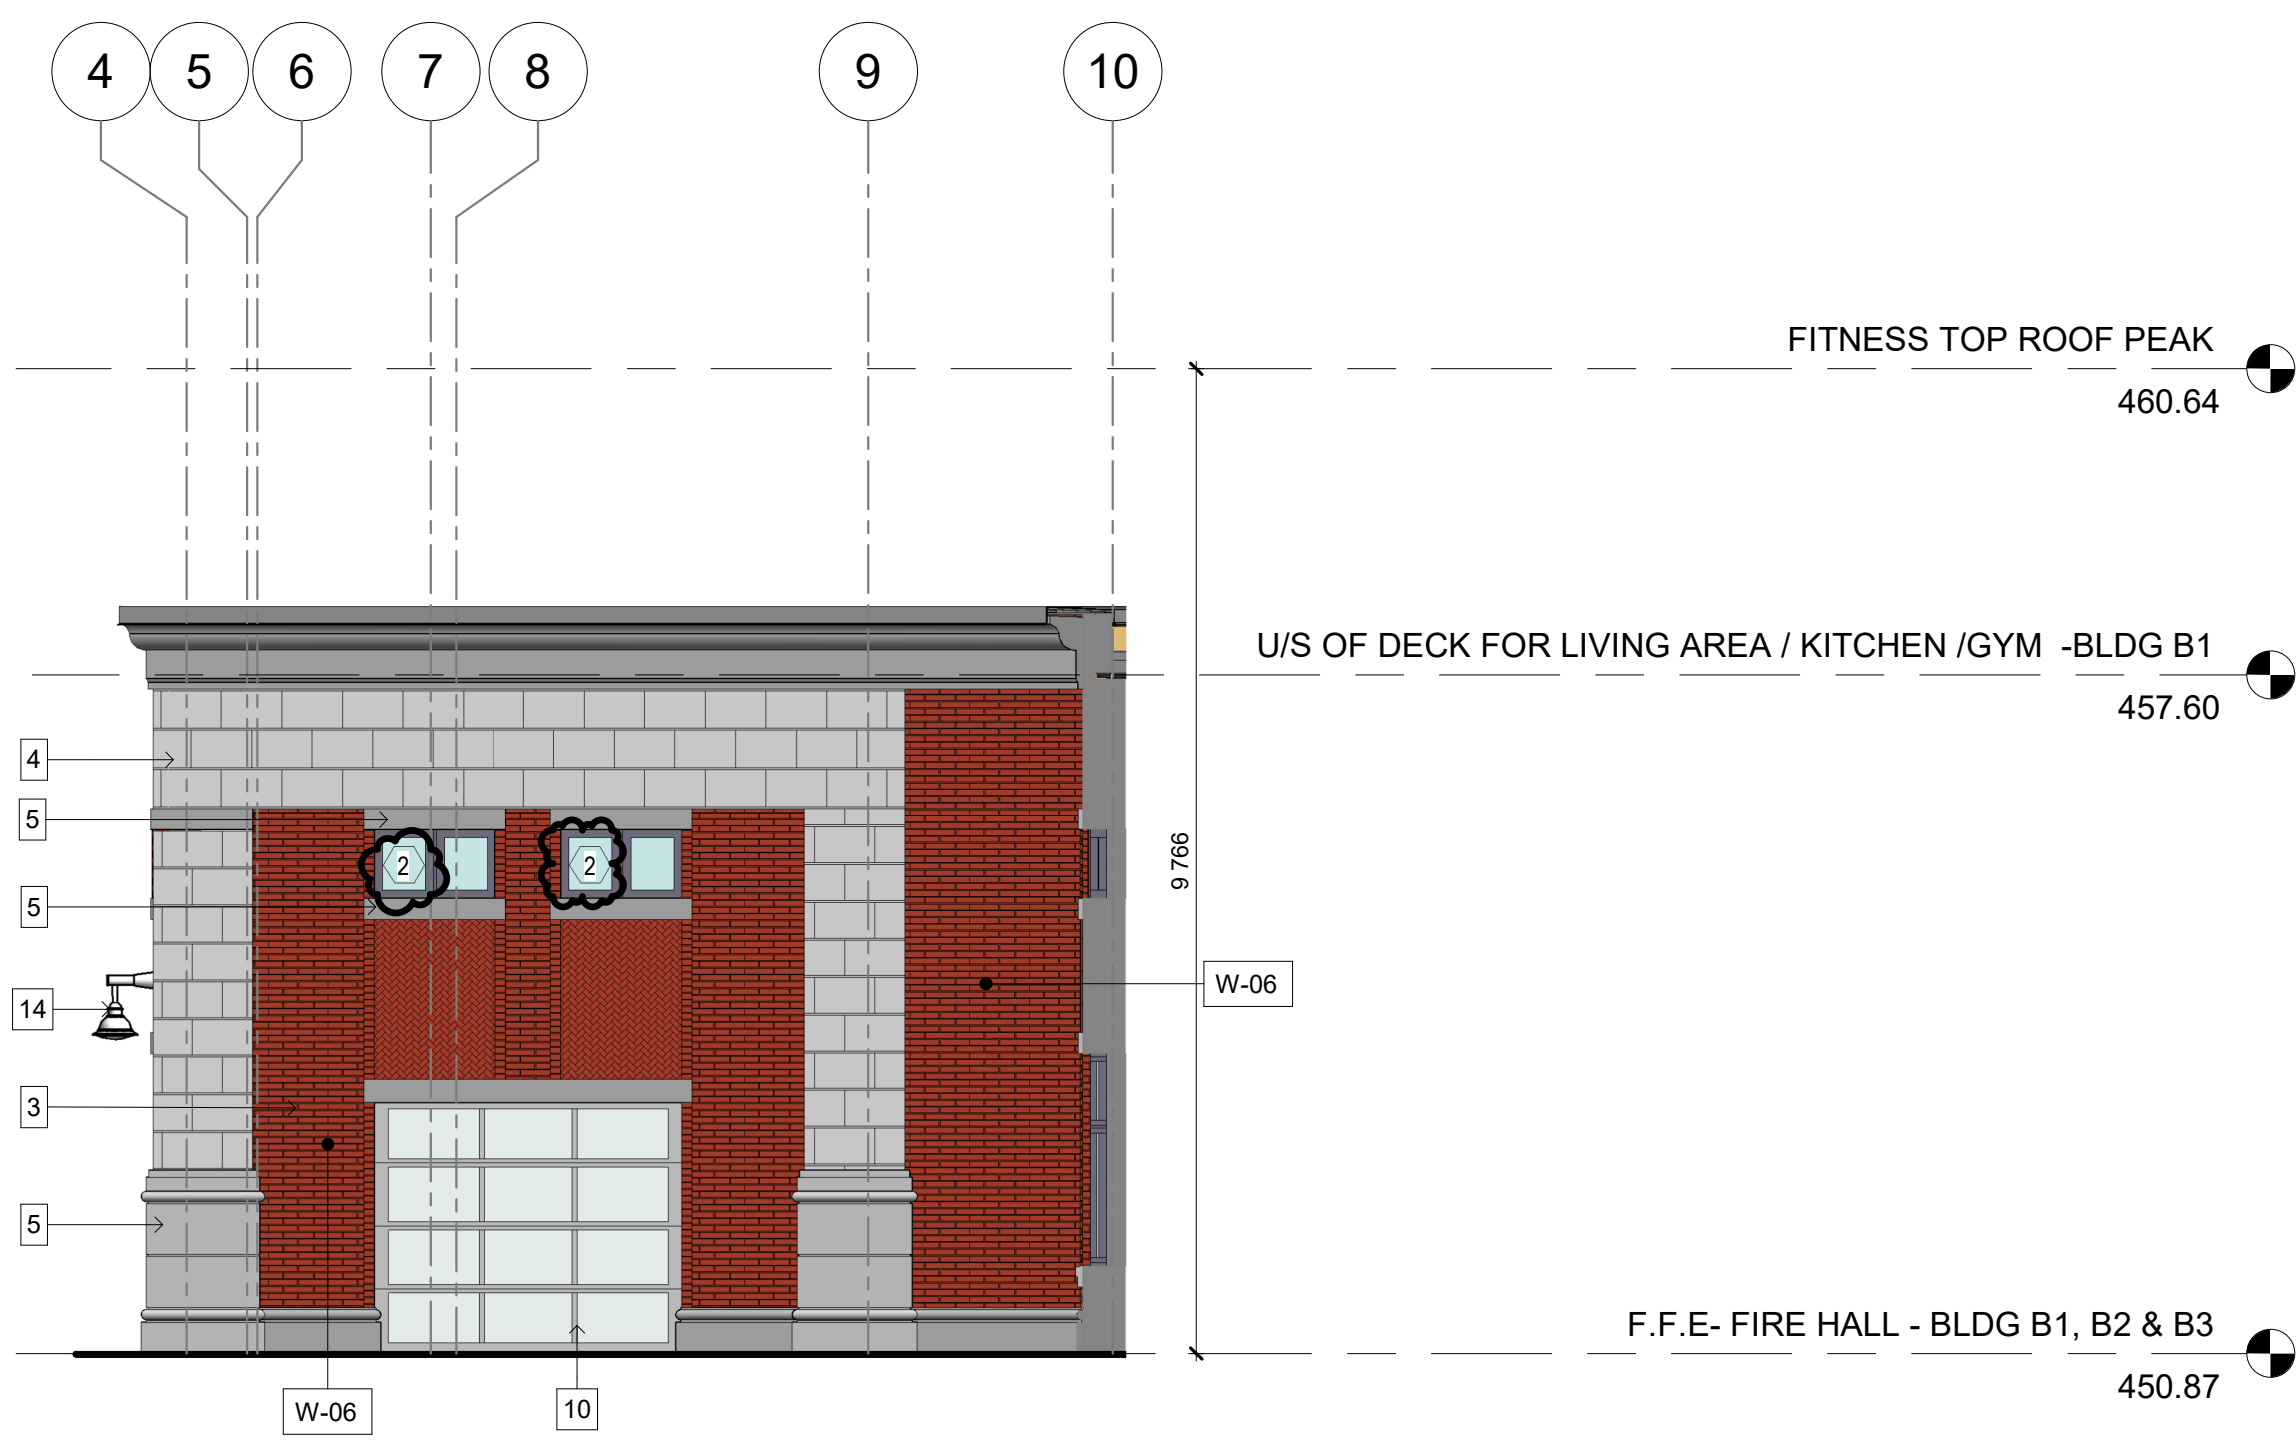 4 5 6 7 8 9 10
FITNESS TOP ROOF PEAK
460.64
U/S OF DECK FOR LIVING AREA / KITCHEN /GYM -BLDG B1
457.60
4
5
2 2
9 766
5
W-06
14
3
5
F.F.E- FIRE HALL - BLDG B1, B2 & B3
450.87
W-06
10